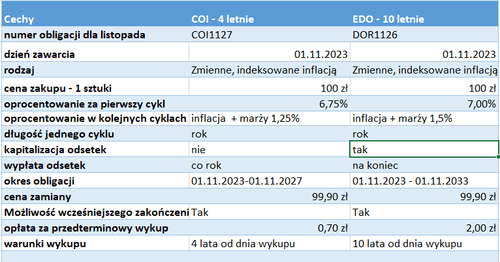 Cechy COI - 4 letnie EDO - 10 letnie
numer obligacji dla listopada COI1127 DOR1126
dzień zawarcia 01.11.2023 01.11.2023
rodzaj Zmienne, indeksowane inflacją Zmienne, indeksowane inflacją
cena zakupu - 1 sztuki 100 zł 100 zł
oprocentowanie za pierwszy cykl 6,75% 7,00%
oprocentowanie w kolejnych cyklach inflacja + marży 1,25% inflacja + marży 1,5%
długość jednego cyklu rok rok
kapitalizacja odsetek nie tak
wypłata odsetek co rok na koniec
okres obligacji 01.11.2023-01.11.2027 01.11.2023 - 01.11.2033
cena zamiany 99,90 zł 99,90 zł
Możliwość wcześniejszego zakończeni Tak Tak
opłata za przedterminowy wykup 0,70 zł 2,00 zł
warunki wykupu 4 lata od dnia wykupu 10 lata od dnia wykupu